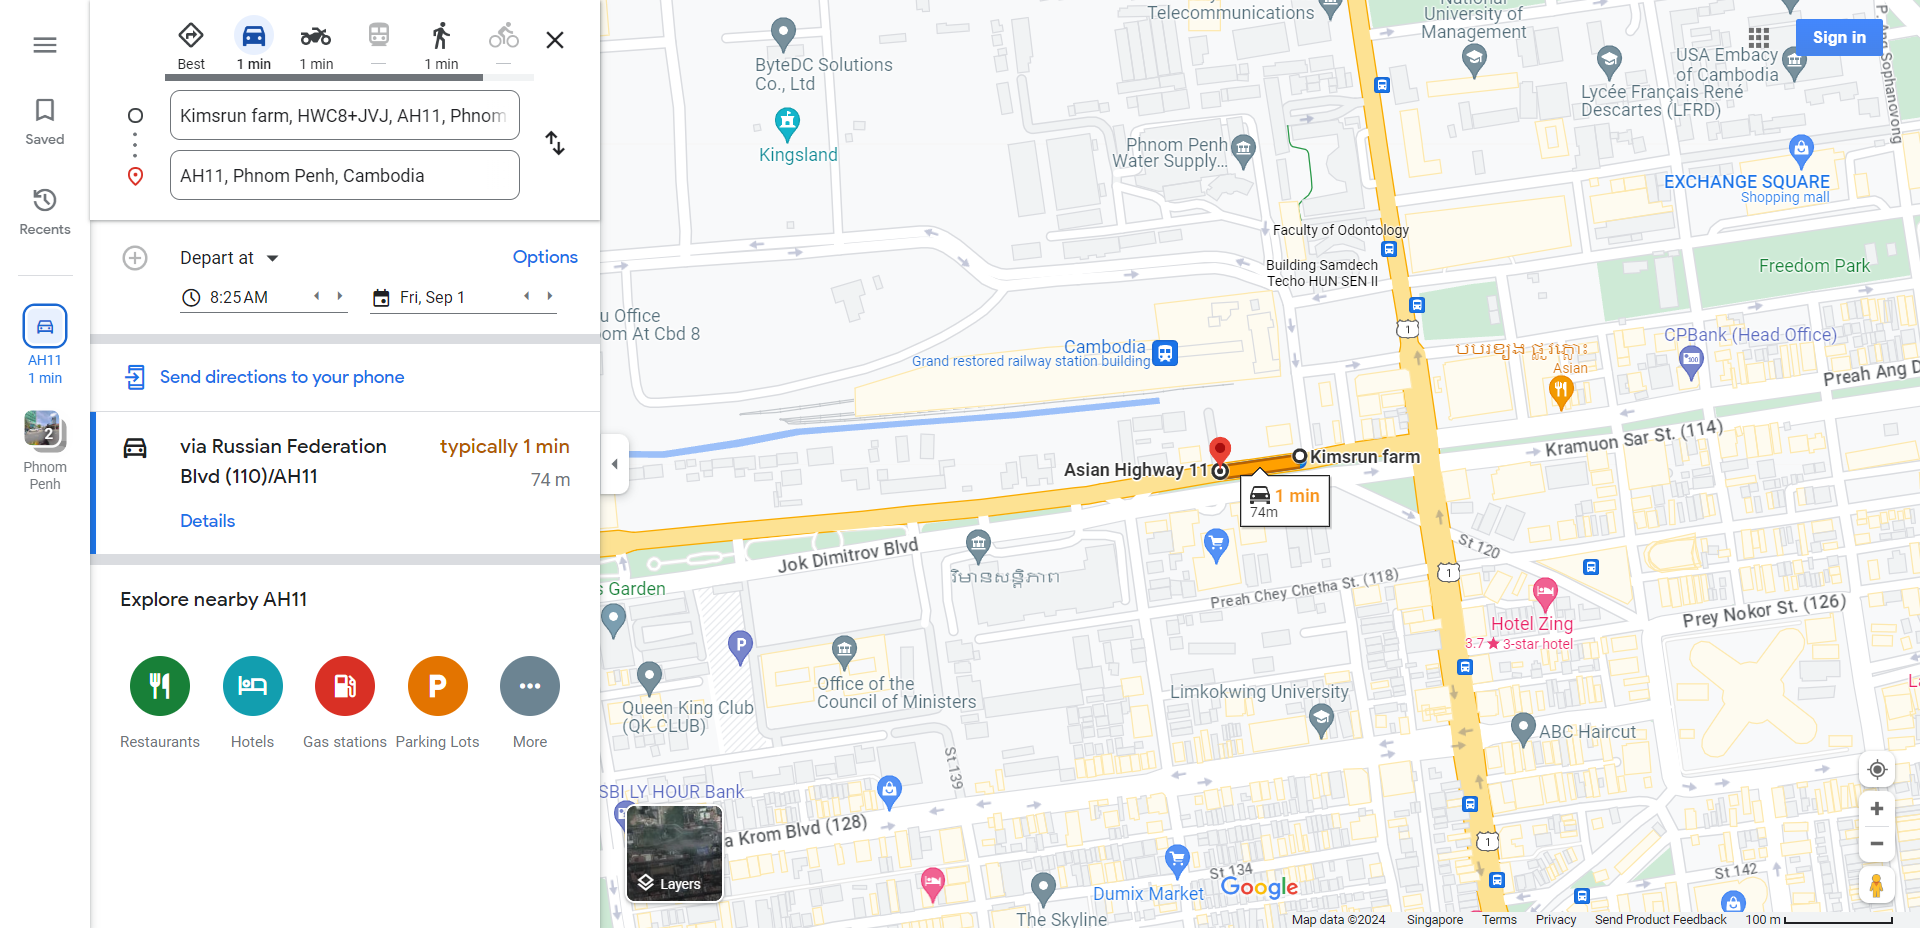 Best
1 min
1 min
—
1 min
—
Saved
Recents
AH11
1 min
Phnom
Penh
2
Kimsrun farm, HWC8+JVJ, AH11, Phnom
AH11, Phnom Penh, Cambodia
Depart at
Options
8:25 AM
Fri, Sep 1
Send directions to your phone
via Russian Federation
Blvd (110)/AH11
typically 1 min
74 m
Details
Explore nearby AH11
Restaurants
Hotels
Gas stations
Parking Lots
More
Telecommunications
University of
Management
Sign in
USA Embacy
of Cambodia
P. Ang Sophanovong
ByteDC Solutions
Co., Ltd
Lycée Français René
Descartes (LFRD)
Kingsland
Phnom Penh
Water Supply...
EXCHANGE SQUARE
Shopping mall
Faculty of Odontology
Building Samdech
Techo HUN SEN II
Freedom Park
u Office
om At Cbd 8
1
CPBank (Head Office)
Cambodia
Grand restored railway station building
Asian
Preah Ang D
Kramuon Sar St. (114)
Asian Highway 11
Kimsrun farm
1 min
74m
Jok Dimitrov Blvd
St 120
វិមានសន្តិភាព
1
s Garden
Preah Chey Chetha St. (118)
Prey Nokor St. (126)
Hotel Zing
3.7 ★ 3-star hotel
P
Office of the
Council of Ministers
Limkokwing University
Queen King Club
(QK CLUB)
ABC Haircut
St 139
SBI LY HOUR Bank
a Krom Blvd (128)
1
Layers
St 134
St 142
Dumix Market
Google
The Skyline
Map data ©2024
Singapore
Terms
Privacy
Send Product Feedback
100 m